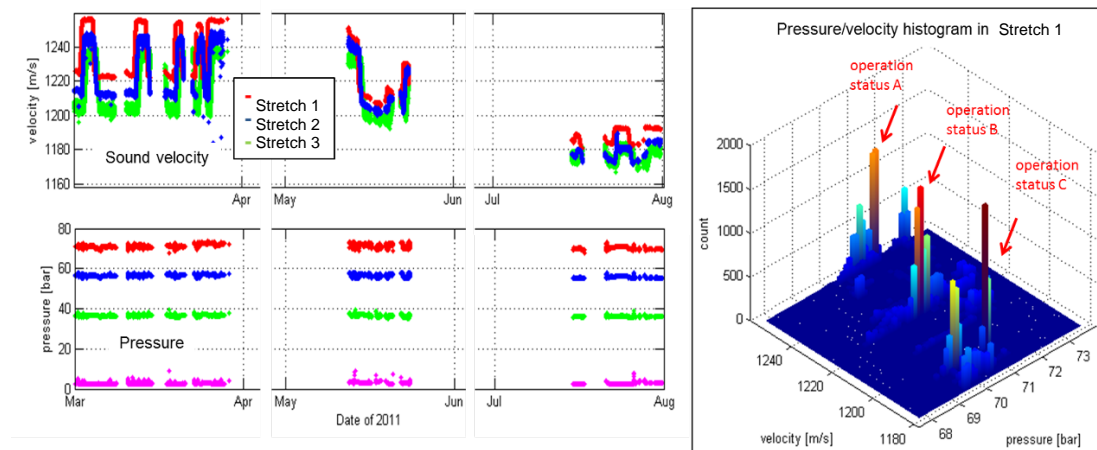 velocity [m/s]
1240
1220
1200
1180
1160
Stretch 1
Stretch 2
Stretch 3
Sound velocity
Apr
May
Jun
Jul
Aug
pressure [bar]
80
60
40
20
0
Pressure
Mar
Apr
May
Jun
Jul
Aug
Date of 2011
Pressure/velocity histogram in Stretch 1
operation
status A
operation
status B
operation
status C
count
2000
1500
1000
500
0
1240
1220
1200
1180
velocity [m/s]
68
69
70
71
72
73
pressure [bar]